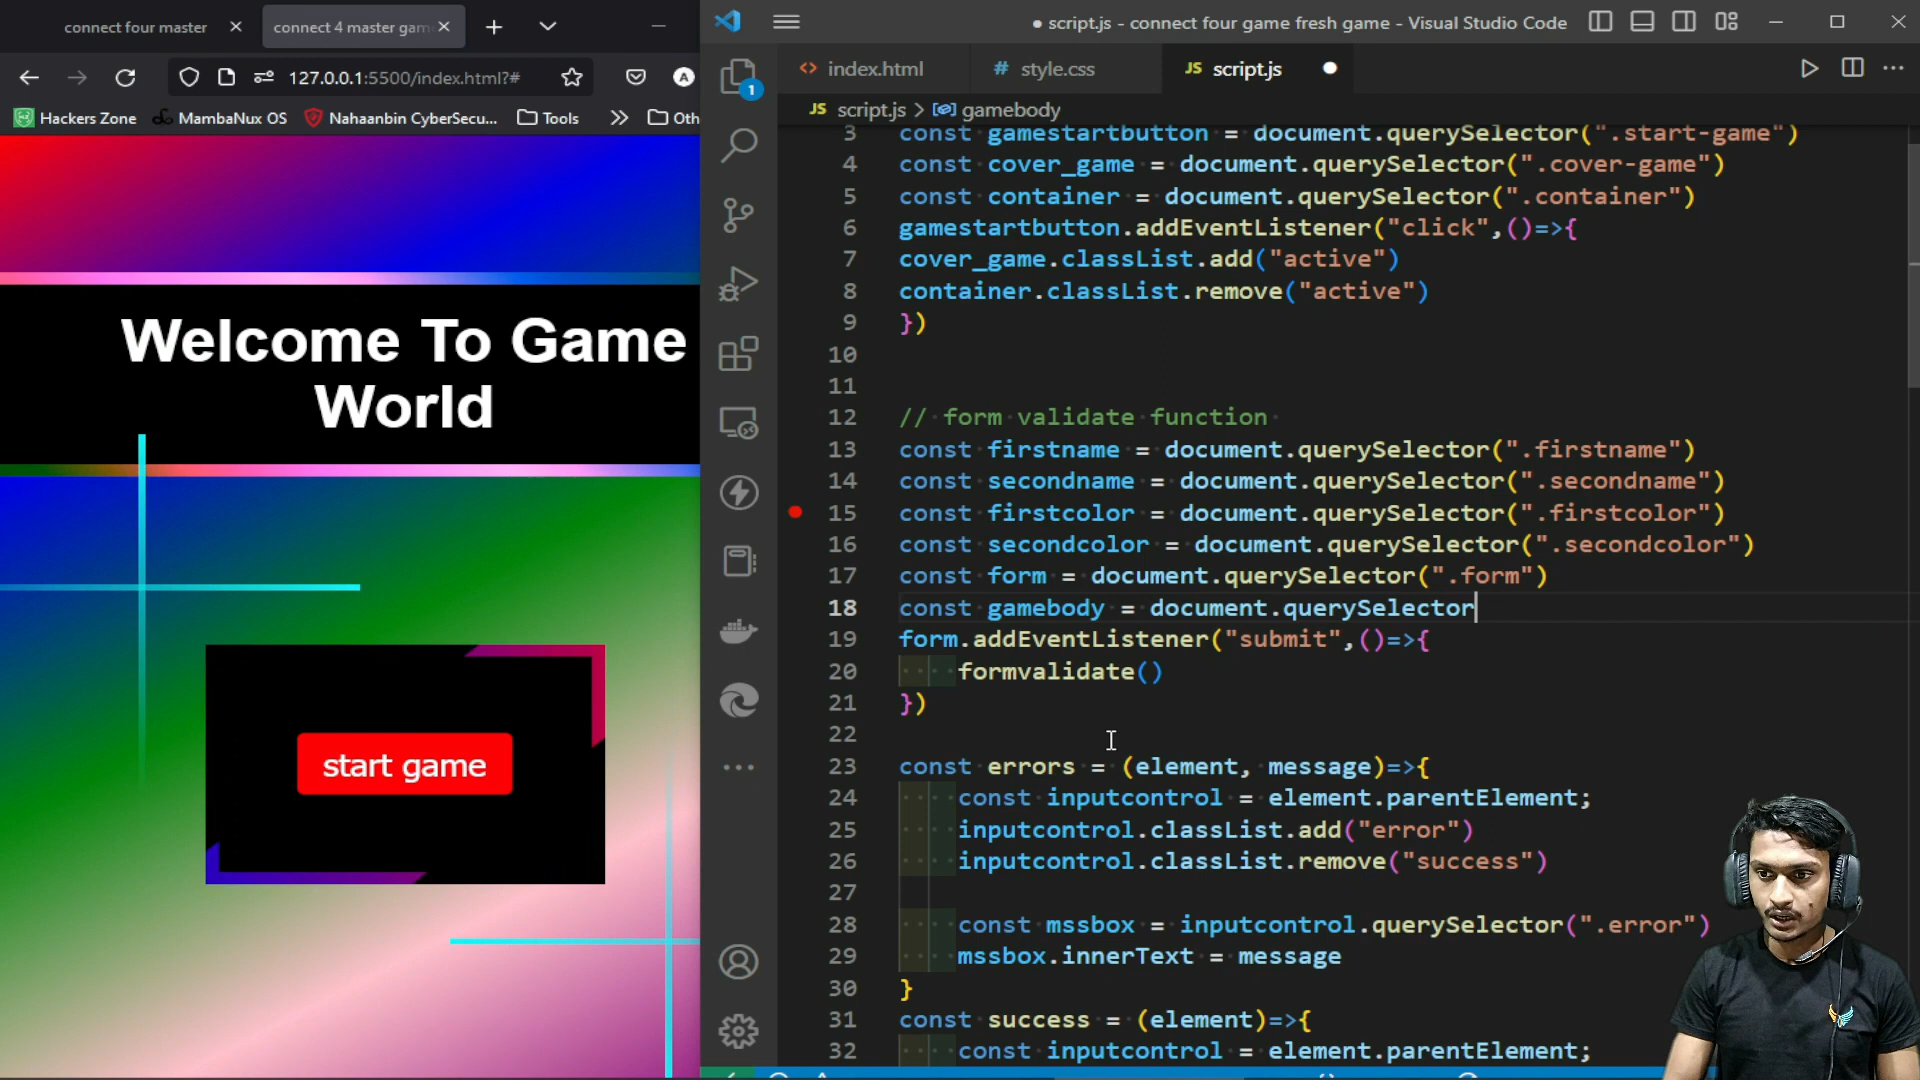 connect four master
connect 4 master gam
127.0.0.1:5500/index.html?#
A
Hackers Zone
MambaNux OS
Nahaanbin CyberSecu...
Tools
Oth
Welcome To Game
World
start game
● script.js - connect four game fresh game - Visual Studio Code
index.html
# style.css
JS script.js
JS script.js > gamebody
1
3 const gamestartbutton = document.querySelector(".start-game")
4 const cover_game = document.querySelector(".cover-game")
5 const container = document.querySelector(".container")
6 gamestartbutton.addEventListener("click",()=>{
7 cover_game.classList.add("active")
8 container.classList.remove("active")
9 })
10
11
12 // form validate function
13 const firstname = document.querySelector(".firstname")
14 const secondname = document.querySelector(".secondname")
15 const firstcolor = document.querySelector(".firstcolor")
16 const secondcolor = document.querySelector(".secondcolor")
17 const form = document.querySelector(".form")
18 const gamebody = document.querySelector
19 form.addEventListener("submit",()=>{
20 formvalidate()
21 })
22
23 const errors = (element, message)=>{
24 const inputcontrol = element.parentElement;
25 inputcontrol.classList.add("error")
26 inputcontrol.classList.remove("success")
27
28 const mssbox = inputcontrol.querySelector(".error")
29 mssbox.innerText = message
30 }
31 const success = (element)=>{
32 const inputcontrol = element.parentElement;